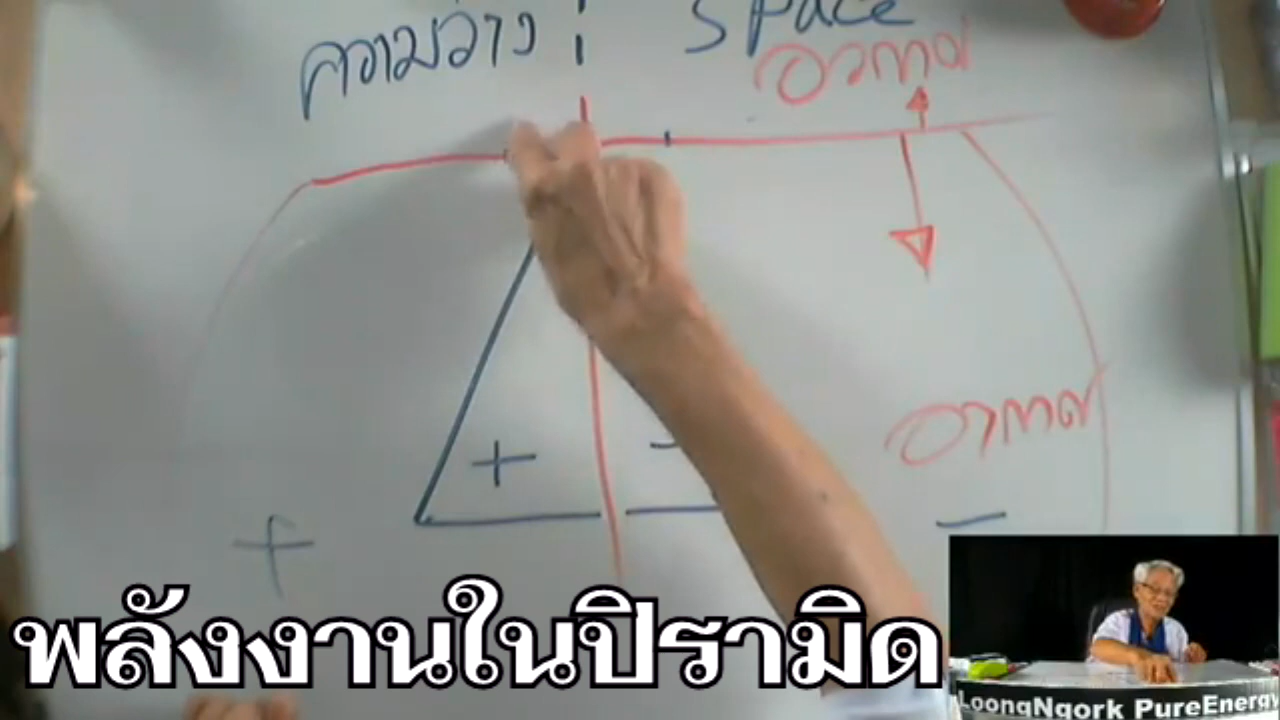 ความว่าง
space
อวกาศ
+
-
อากาศ
+
-
พลังงานในปิรามิด
LoongNgork PureEnergy